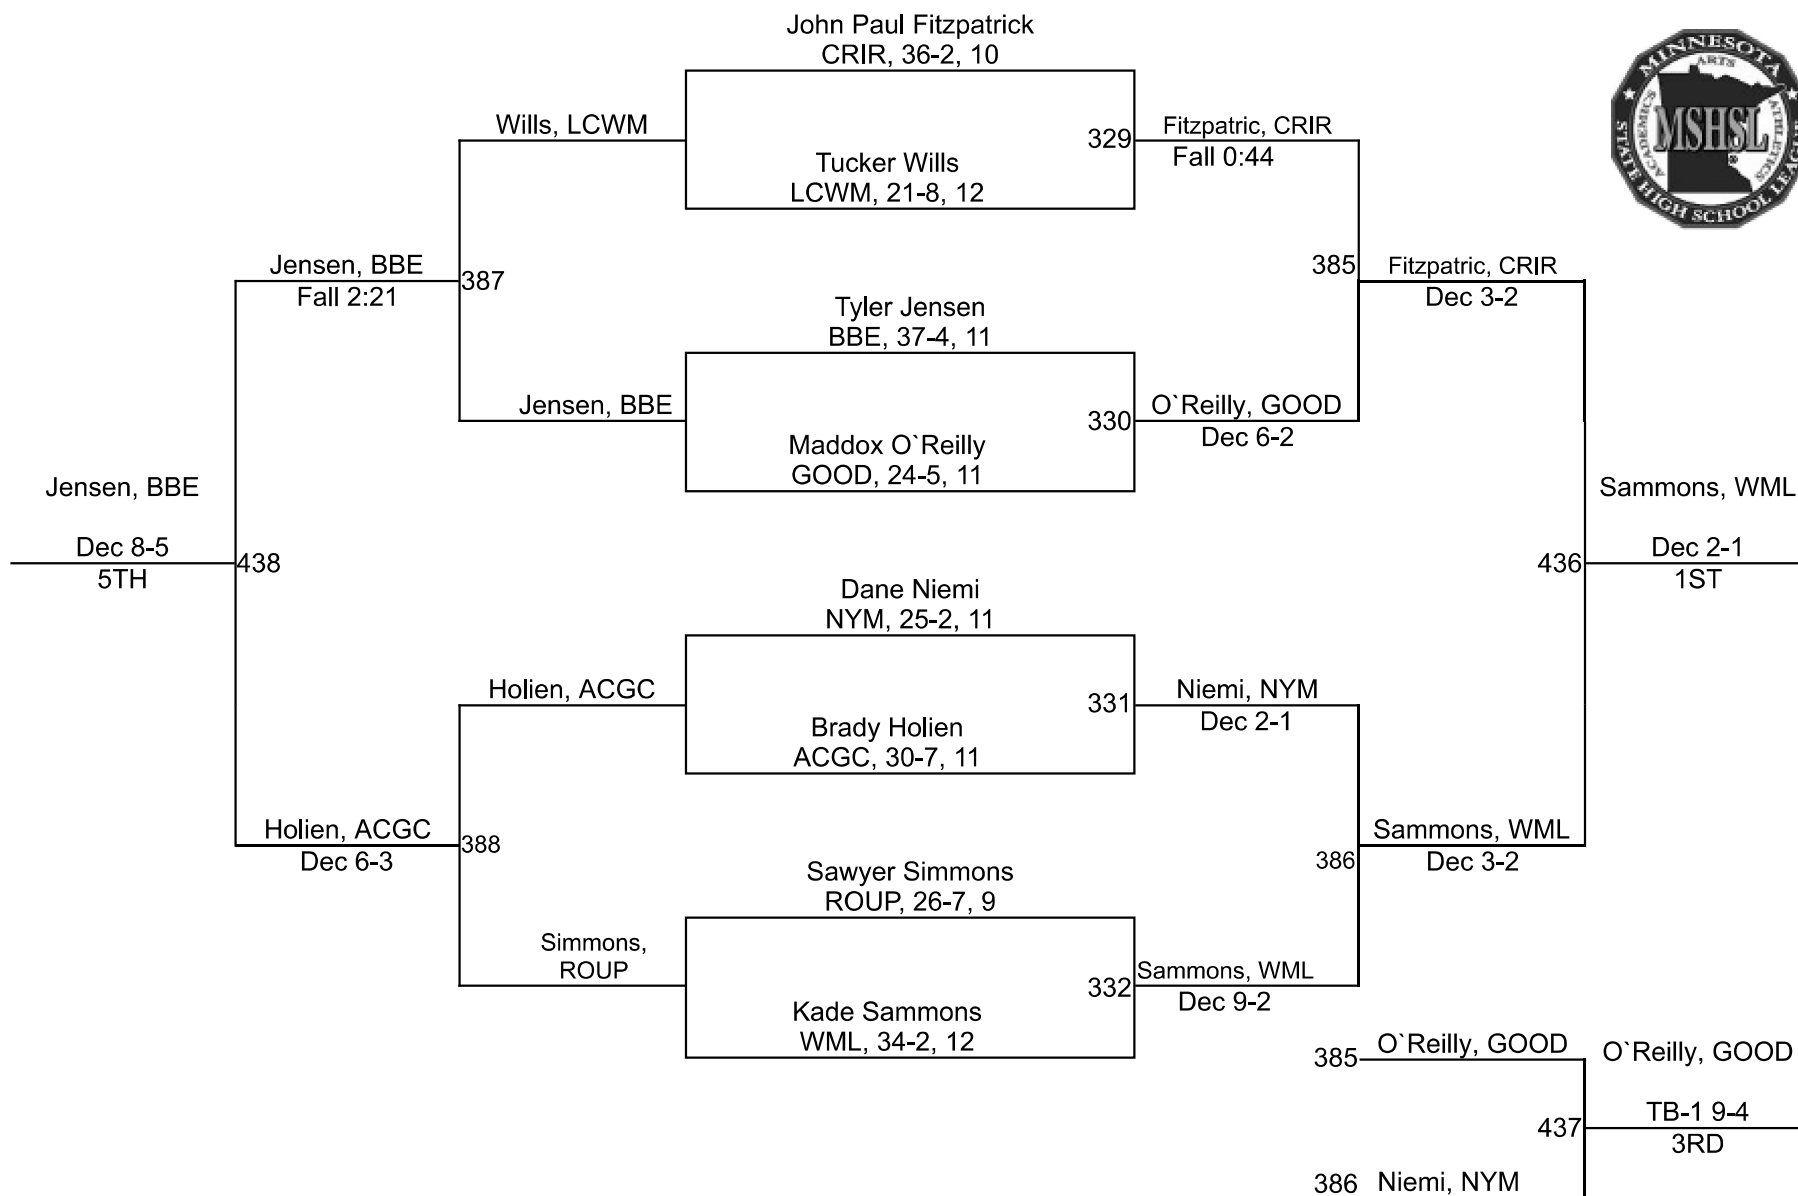 John Paul Fitzpatrick
CRIR, 36-2, 10
Wills, LCWM
329
Fitzpatric, CRIR
Fall 0:44
Tucker Wills
LCWM, 21-8, 12
MINNESOTA
STATE HIGH SCHOOL LEAGUE
ARTS
ACADEMICS
ATHLETICS
MSHSL
Jensen, BBE
Fall 2:21
387
385
Fitzpatric, CRIR
Dec 3-2
Tyler Jensen
BBE, 37-4, 11
Jensen, BBE
330
O`Reilly, GOOD
Dec 6-2
Maddox O`Reilly
GOOD, 24-5, 11
Jensen, BBE
Dec 8-5
5TH
438
Sammons, WML
436
Dec 2-1
1ST
Dane Niemi
NYM, 25-2, 11
Holien, ACGC
331
Niemi, NYM
Dec 2-1
Brady Holien
ACGC, 30-7, 11
Holien, ACGC
Dec 6-3
388
386
Sammons, WML
Dec 3-2
Sawyer Simmons
ROUP, 26-7, 9
Simmons,
ROUP
332
Sammons, WML
Dec 9-2
Kade Sammons
WML, 34-2, 12
385
O`Reilly, GOOD
O`Reilly, GOOD
437
TB-1 9-4
3RD
386
Niemi, NYM